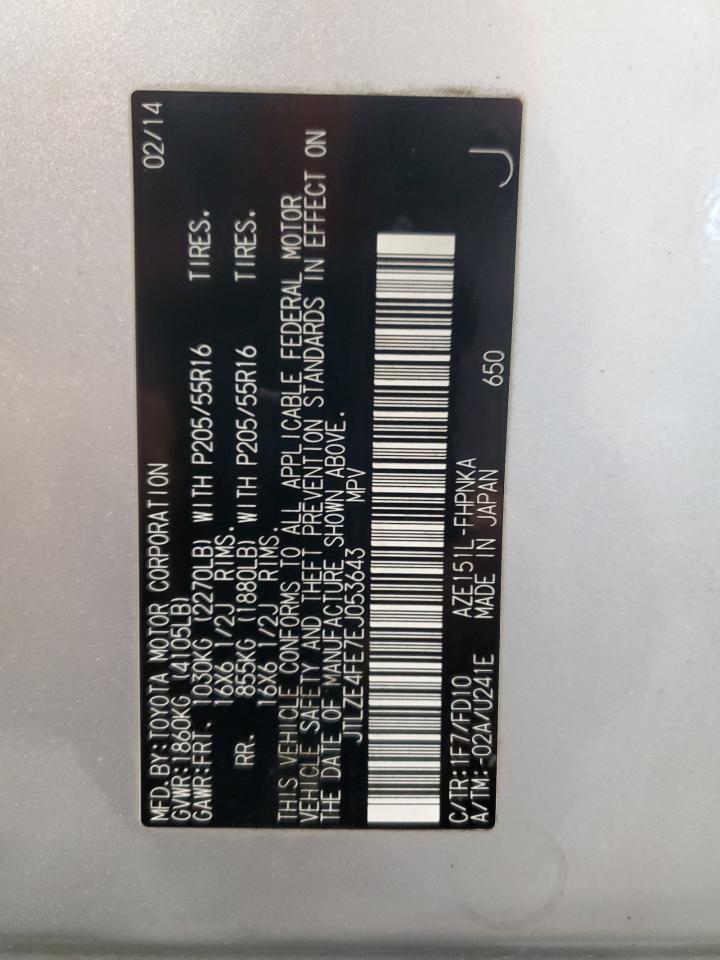 MFD. BY:TOYOTA MOTOR CORPORATION 02/14
GVWR:1860KG (4105LB)
GAWR:FRT. 1030KG (2270LB) WITH P205/55R16 TIRES.
16X6 1/2J RIMS.
RR. 855KG (1880LB) WITH P205/55R16 TIRES.
16X6 1/2J RIMS.
THIS VEHICLE CONFORMS TO ALL APPLICABLE FEDERAL MOTOR
VEHICLE SAFETY AND THEFT PREVENTION STANDARDS IN EFFECT ON
THE DATE OF MANUFACTURE SHOWN ABOVE.
JTLZE4FE7EJ053643 MPV
C/TR:1F7/FD10 AZE151L-FHPNKA
A/TM:-02A/U241E MADE IN JAPAN 650 J